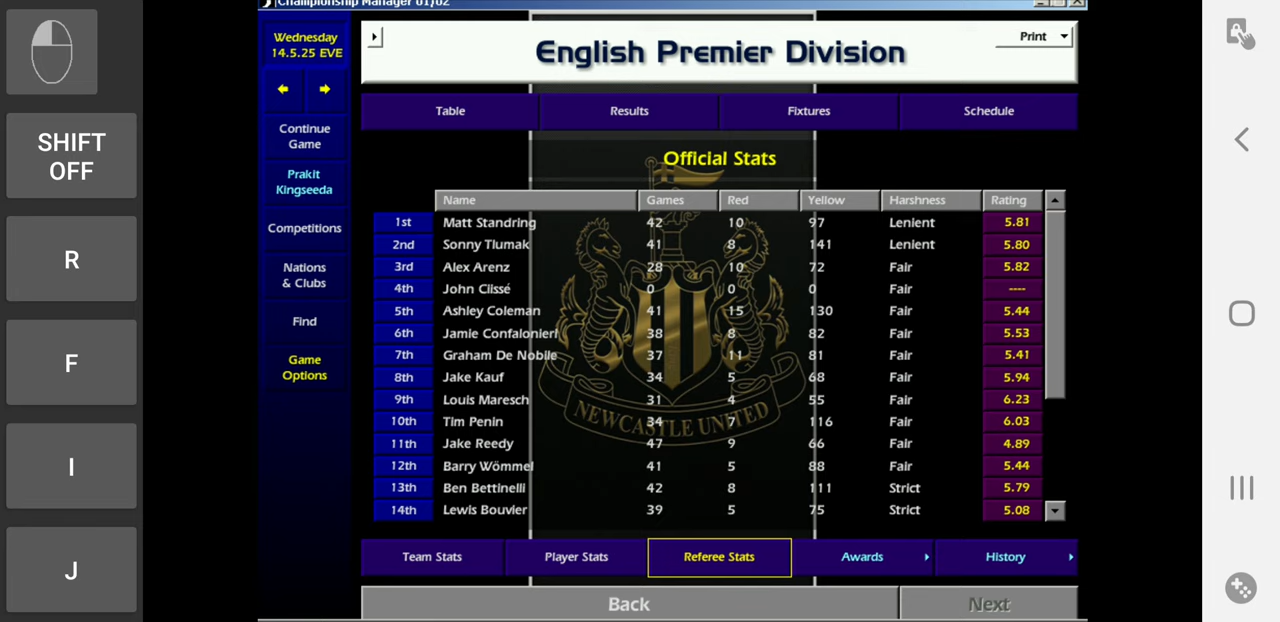 Championship Manager 01/02
Wednesday
14.5.25 EVE
English Premier Division
Print
Table Results Fixtures Schedule
SHIFT
OFF
R
F
I
J
Continue
Game
Prakit
Kingseeda
Competitions
Nations
& Clubs
Find
Game
Options
Official Stats
Name Games Red Yellow Harshness Rating
1st Matt Standring 42 10 97 Lenient 5.81
2nd Sonny Tlumak 41 8 141 Lenient 5.80
3rd Alex Arenz 28 10 72 Fair 5.82
4th John Clissé 0 0 0 Fair ----
5th Ashley Coleman 41 15 130 Fair 5.44
6th Jamie Confalonieri 38 8 82 Fair 5.53
7th Graham De Nobile 37 11 81 Fair 5.41
8th Jake Kauf 34 5 68 Fair 5.94
9th Louis Maresch 31 4 55 Fair 6.23
10th Tim Penin 34 7 116 Fair 6.03
11th Jake Reedy 47 9 66 Fair 4.89
12th Barry Wömmel 41 5 88 Fair 5.44
13th Ben Bettinelli 42 8 111 Strict 5.79
14th Lewis Bouvier 39 5 75 Strict 5.08
NEWCASTLE UNITED
Team Stats Player Stats Referee Stats Awards History
Back Next